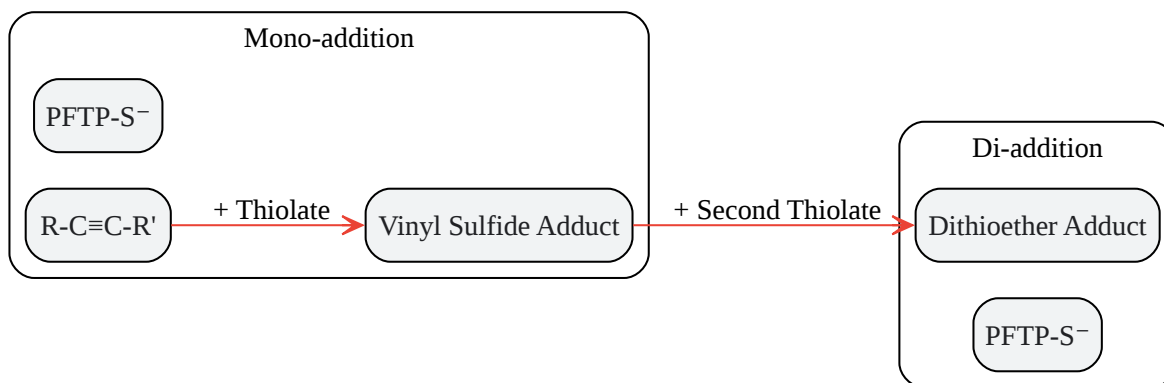 Mono-addition
PFTP-S⁻
R-C≡C-R'
+ Thiolate
Vinyl Sulfide Adduct
+ Second Thiolate
Di-addition
Dithioether Adduct
PFTP-S⁻